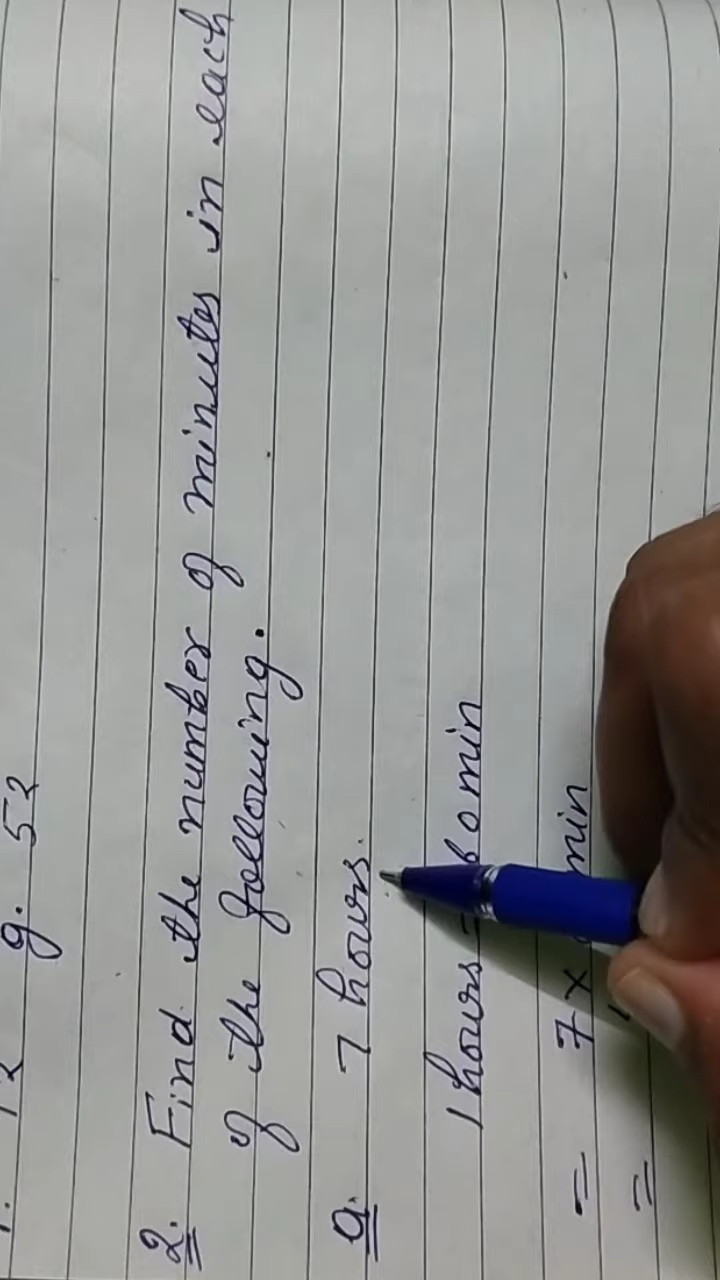 g. 52
2. Find the number of minutes in each
of the following.
a. 7 hours.
1 hours = 60 min
= 7 × min
=